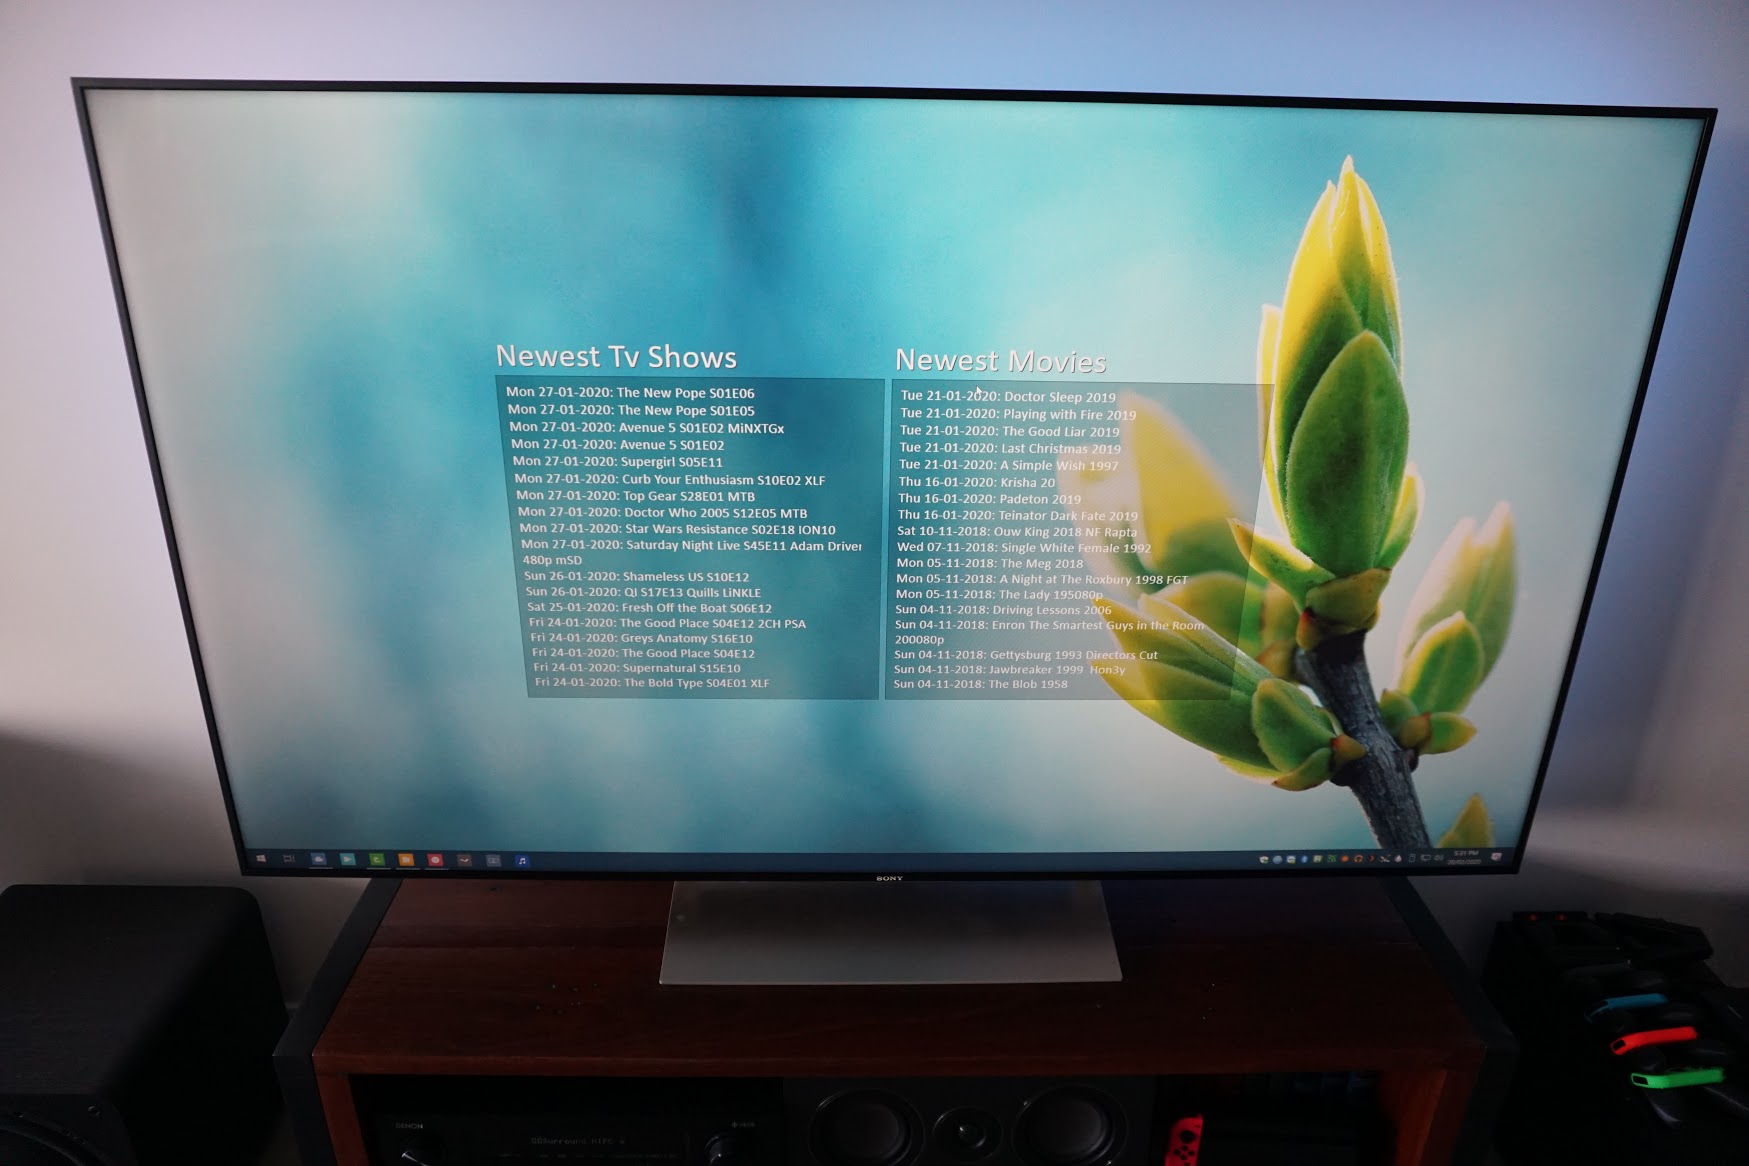 Newest Tv Shows
Mon 27-01-2020: The New Pope S01E06
Mon 27-01-2020: The New Pope S01E05
Mon 27-01-2020: Avenue 5 S01E02 MiNXTGx
Mon 27-01-2020: Avenue 5 S01E02
Mon 27-01-2020: Supergirl S05E11
Mon 27-01-2020: Curb Your Enthusiasm S10E02 XLF
Mon 27-01-2020: Top Gear S28E01 MTB
Mon 27-01-2020: Doctor Who 2005 S12E05 MTB
Mon 27-01-2020: Star Wars Resistance S02E18 ION10
Mon 27-01-2020: Saturday Night Live S45E11 Adam Driver
480p mSD
Sun 26-01-2020: Shameless US S10E12
Sun 26-01-2020: QI S17E13 Quills LiNKLE
Sat 25-01-2020: Fresh Off the Boat S06E12
Fri 24-01-2020: The Good Place S04E12 2CH PSA
Fri 24-01-2020: Greys Anatomy S16E10
Fri 24-01-2020: The Good Place S04E12
Fri 24-01-2020: Supernatural S15E10
Fri 24-01-2020: The Bold Type S04E01 XLF
Newest Movies
Tue 21-01-2020: Doctor Sleep 2019
Tue 21-01-2020: Playing with Fire 2019
Tue 21-01-2020: The Good Liar 2019
Tue 21-01-2020: Last Christmas 2019
Tue 21-01-2020: A Simple Wish 1997
Thu 16-01-2020: Krisha 20
Thu 16-01-2020: Padeton 2019
Thu 16-01-2020: Teinator Dark Fate 2019
Sat 10-11-2018: Ouw King 2018 NF Rapta
Wed 07-11-2018: Single White Female 1992
Mon 05-11-2018: The Meg 2018
Mon 05-11-2018: A Night at The Roxbury 1998 FGT
Mon 05-11-2018: The Lady 195080p
Sun 04-11-2018: Driving Lessons 2006
Sun 04-11-2018: Enron The Smartest Guys in the Room
200080p
Sun 04-11-2018: Gettysburg 1993 Directors Cut
Sun 04-11-2018: Jawbreaker 1999 Hon3y
Sun 04-11-2018: The Blob 1958
5:31 PM
20/02/2020
SONY
DENON